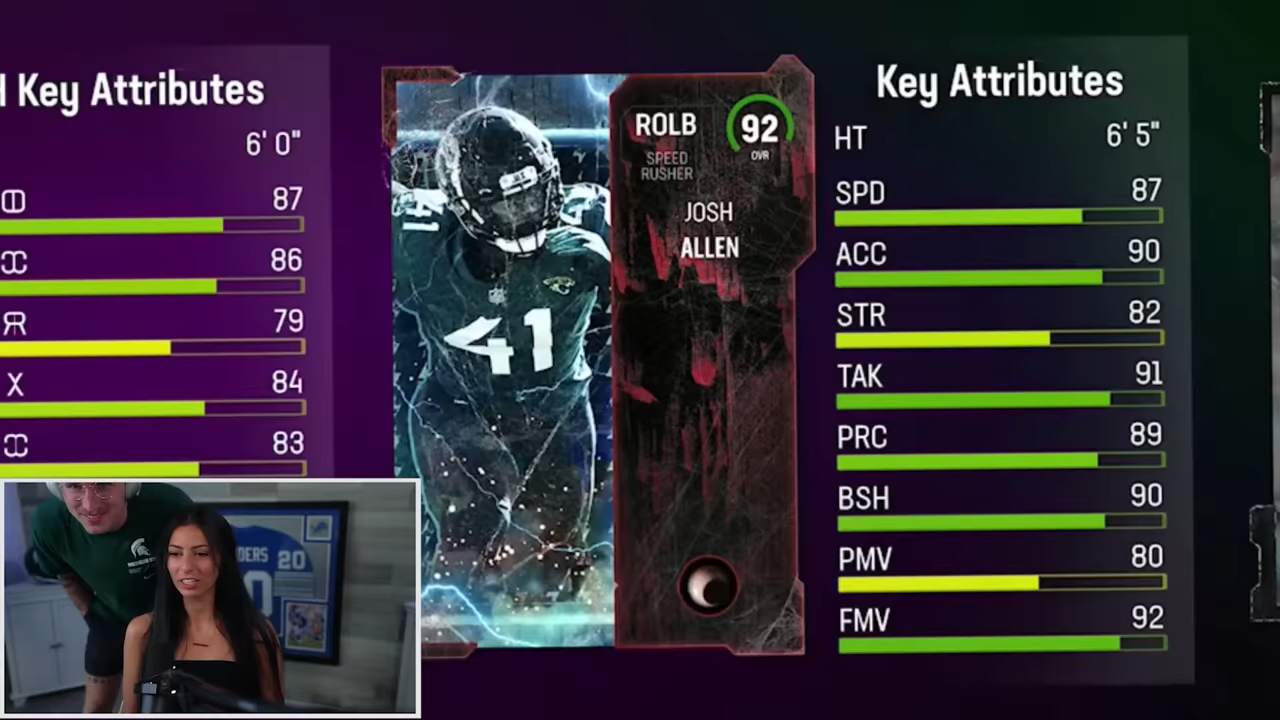 Key Attributes
6' 0"
87
86
79
X 84
83
ROLB
92
OVR
SPEED
RUSHER
JOSH
ALLEN
41
41
Key Attributes
HT 6' 5"
SPD 87
ACC 90
STR 82
TAK 91
PRC 89
BSH 90
PMV 80
FMV 92
DERS 20